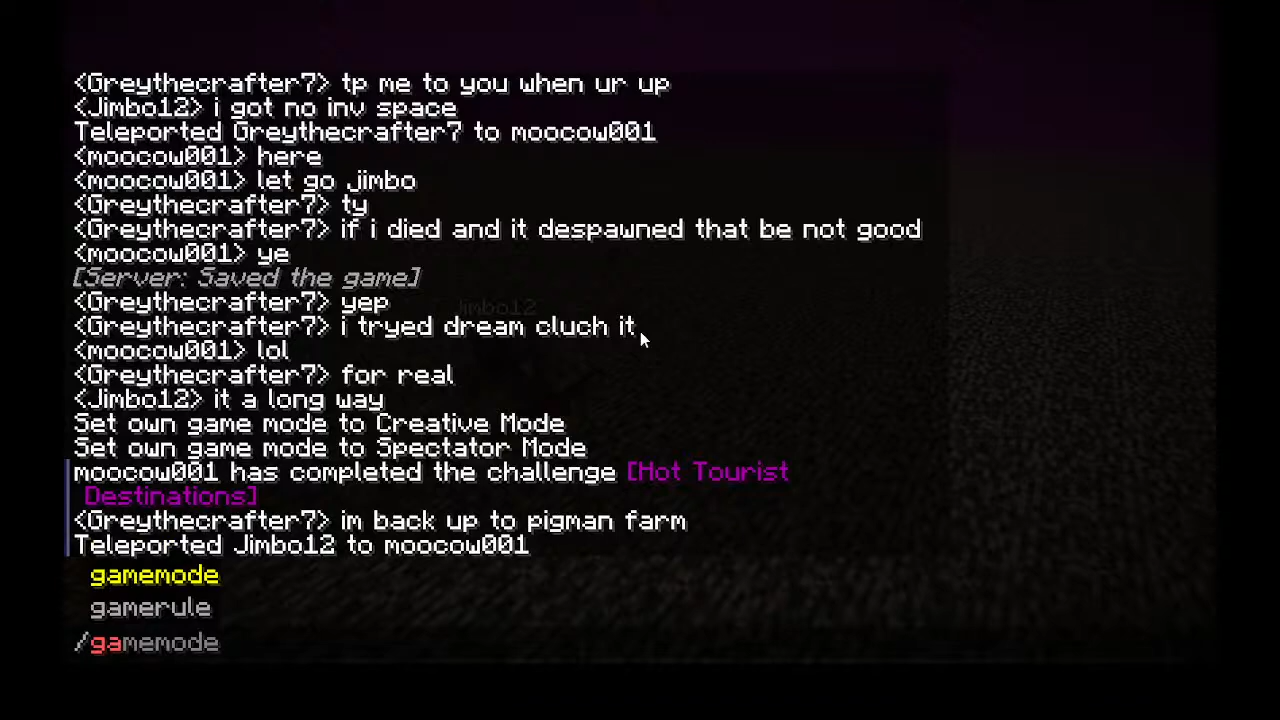 <Greythecrafter7> tp me to you when ur up
<Jimbo12> i got no inv space
Teleported Greythecrafter7 to moocow001
<moocow001> here
<moocow001> let go jimbo
<Greythecrafter7> ty
<Greythecrafter7> if i died and it despawned that be not good
<moocow001> ye
[Server: Saved the game]
<Greythecrafter7> yep
Jimbo12
<Greythecrafter7> i tryed dream cluch it
<moocow001> lol
<Greythecrafter7> for real
<Jimbo12> it a long way
Set own game mode to Creative Mode
Set own game mode to Spectator Mode
moocow001 has completed the challenge [Hot Tourist
Destinations]
<Greythecrafter7> im back up to pigman farm
Teleported Jimbo12 to moocow001
gamemode
gamerule
/gamemode